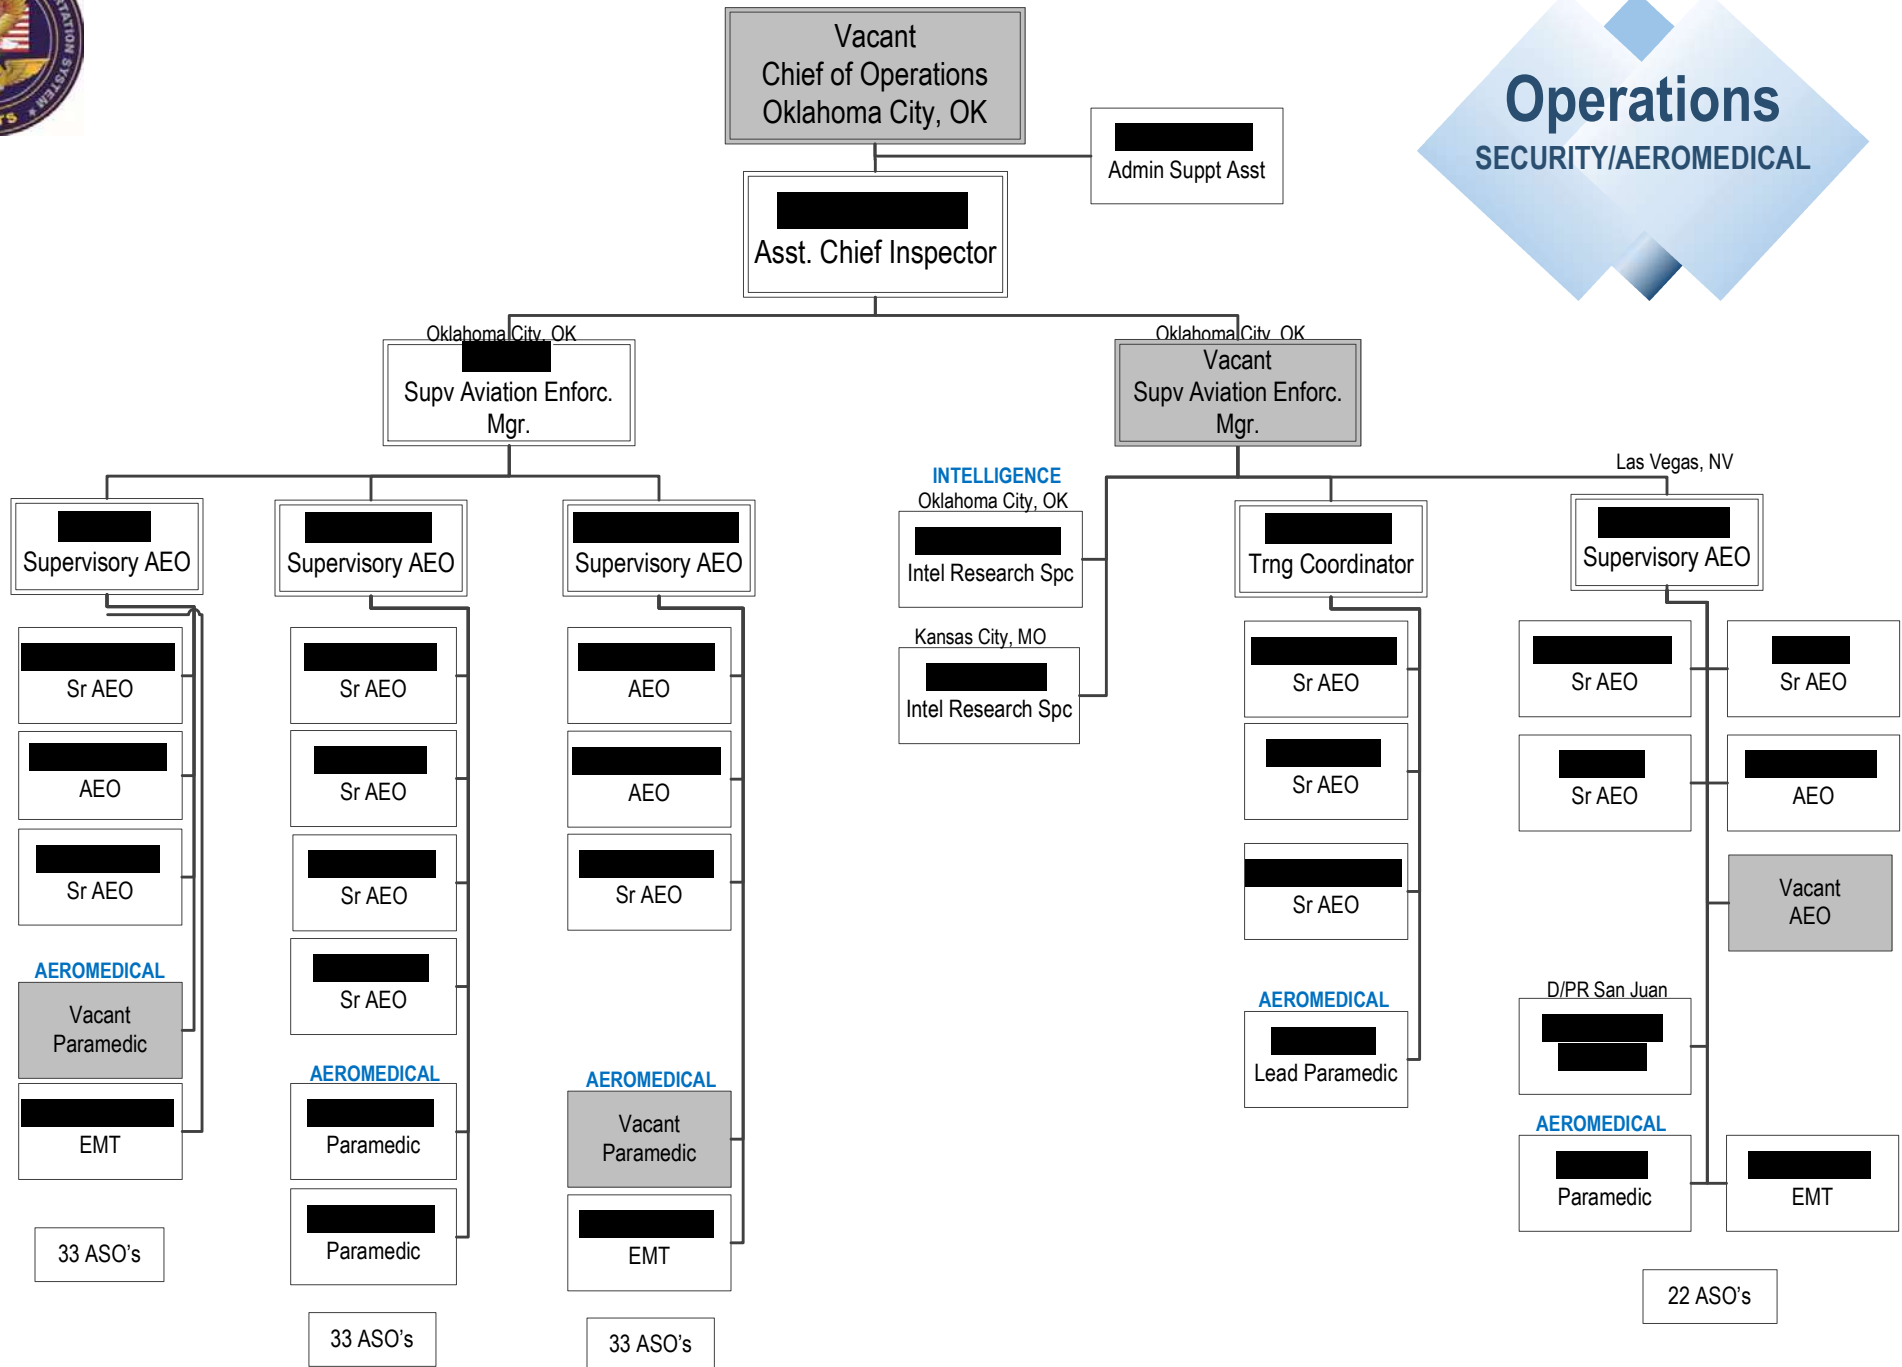 RTATION SYSTEM
Vacant
Chief of Operations
Oklahoma City, OK
Operations
SECURITY/AEROMEDICAL
Admin Suppt Asst
Asst. Chief Inspector
Oklahoma City, OK
Supv Aviation Enforc.
Mgr.
Oklahoma City, OK
Vacant
Supv Aviation Enforc.
Mgr.
Supervisory AEO
Sr AEO
AEO
Sr AEO
AEROMEDICAL
Vacant
Paramedic
EMT
33 ASO's
Supervisory AEO
Sr AEO
Sr AEO
Sr AEO
Sr AEO
AEROMEDICAL
Paramedic
Paramedic
33 ASO's
Supervisory AEO
AEO
AEO
Sr AEO
AEROMEDICAL
Vacant
Paramedic
EMT
33 ASO's
INTELLIGENCE
Oklahoma City, OK
Intel Research Spc
Kansas City, MO
Intel Research Spc
Trng Coordinator
Sr AEO
Sr AEO
Sr AEO
AEROMEDICAL
Lead Paramedic
Las Vegas, NV
Supervisory AEO
Sr AEO
Sr AEO
Sr AEO
AEO
Vacant
AEO
D/PR San Juan
AEROMEDICAL
Paramedic
EMT
22 ASO's